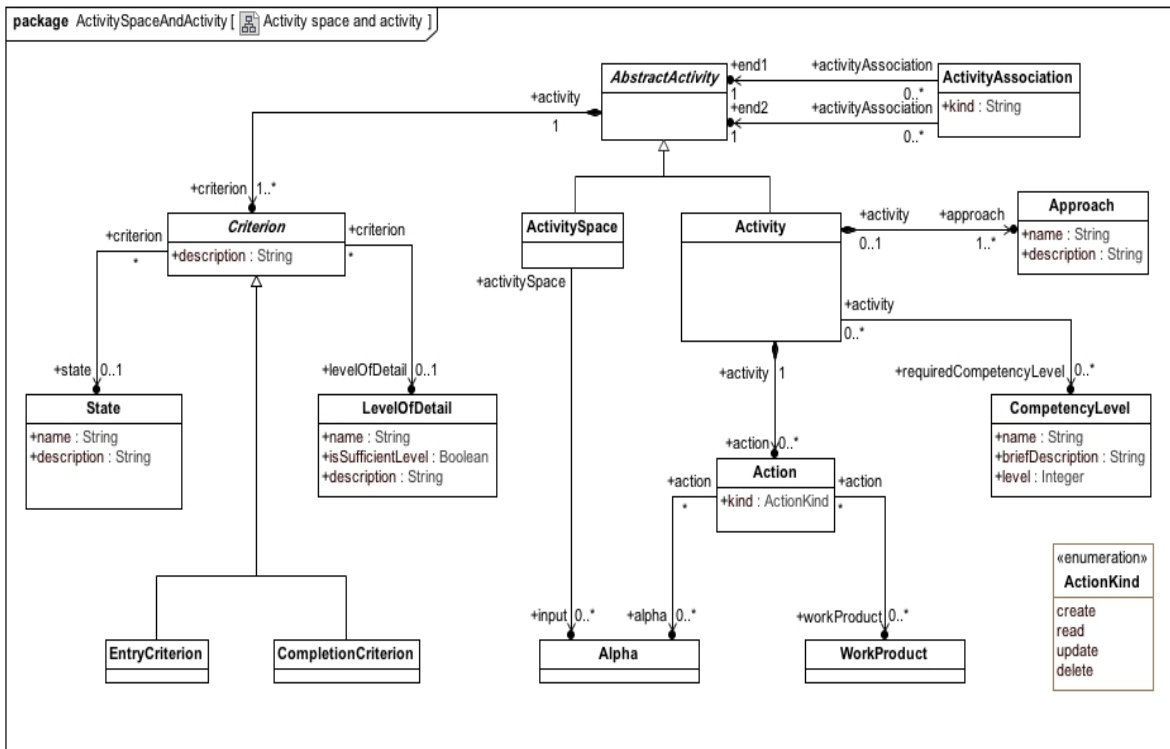 package ActivitySpaceAndActivity [ Activity space and activity ]
AbstractActivity
+end1
1
+activityAssociation
0..*
+end2
1
+activityAssociation
0..*
ActivityAssociation
+kind : String
+activity
1
+criterion 1..*
Criterion
+description : String
+criterion
*
+criterion
*
ActivitySpace
+activitySpace
Activity
+activity
0..1
+approach
1..*
Approach
+name : String
+description : String
+activity
0..*
+requiredCompetencyLevel 0..*
+state 0..1
+levelOfDetail 0..1
+activity 1
State
+name : String
+description : String
LevelOfDetail
+name : String
+isSufficientLevel : Boolean
+description : String
CompetencyLevel
+name : String
+briefDescription : String
+level : Integer
+action 0..*
Action
+kind : ActionKind
+action
*
+action
*
«enumeration»
ActionKind
create
read
update
delete
+input 0..*
+alpha 0..*
+workProduct 0..*
EntryCriterion
CompletionCriterion
Alpha
WorkProduct